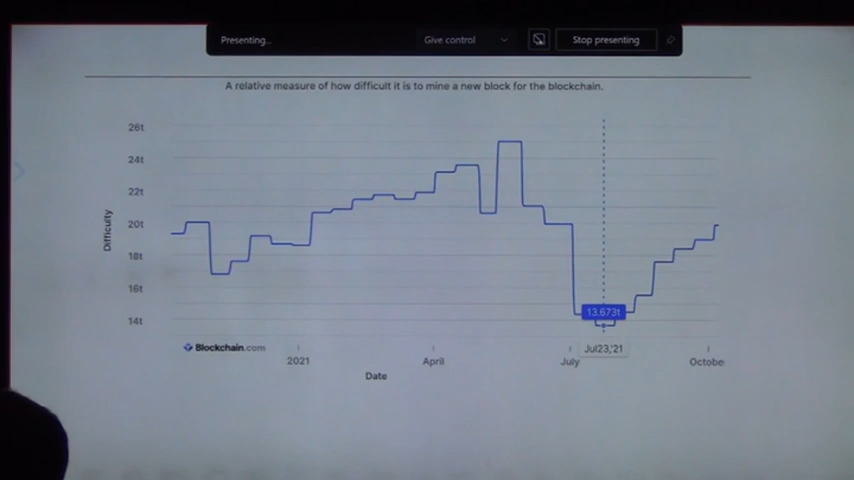 Presenting...
Give control
Stop presenting
A relative measure of how difficult it is to mine a new block for the blockchain.
26t
24t
22t
20t
18t
16t
14t
Difficulty
13.673t
Blockchain.com
Jul23,'21
2021
April
July
October
Date